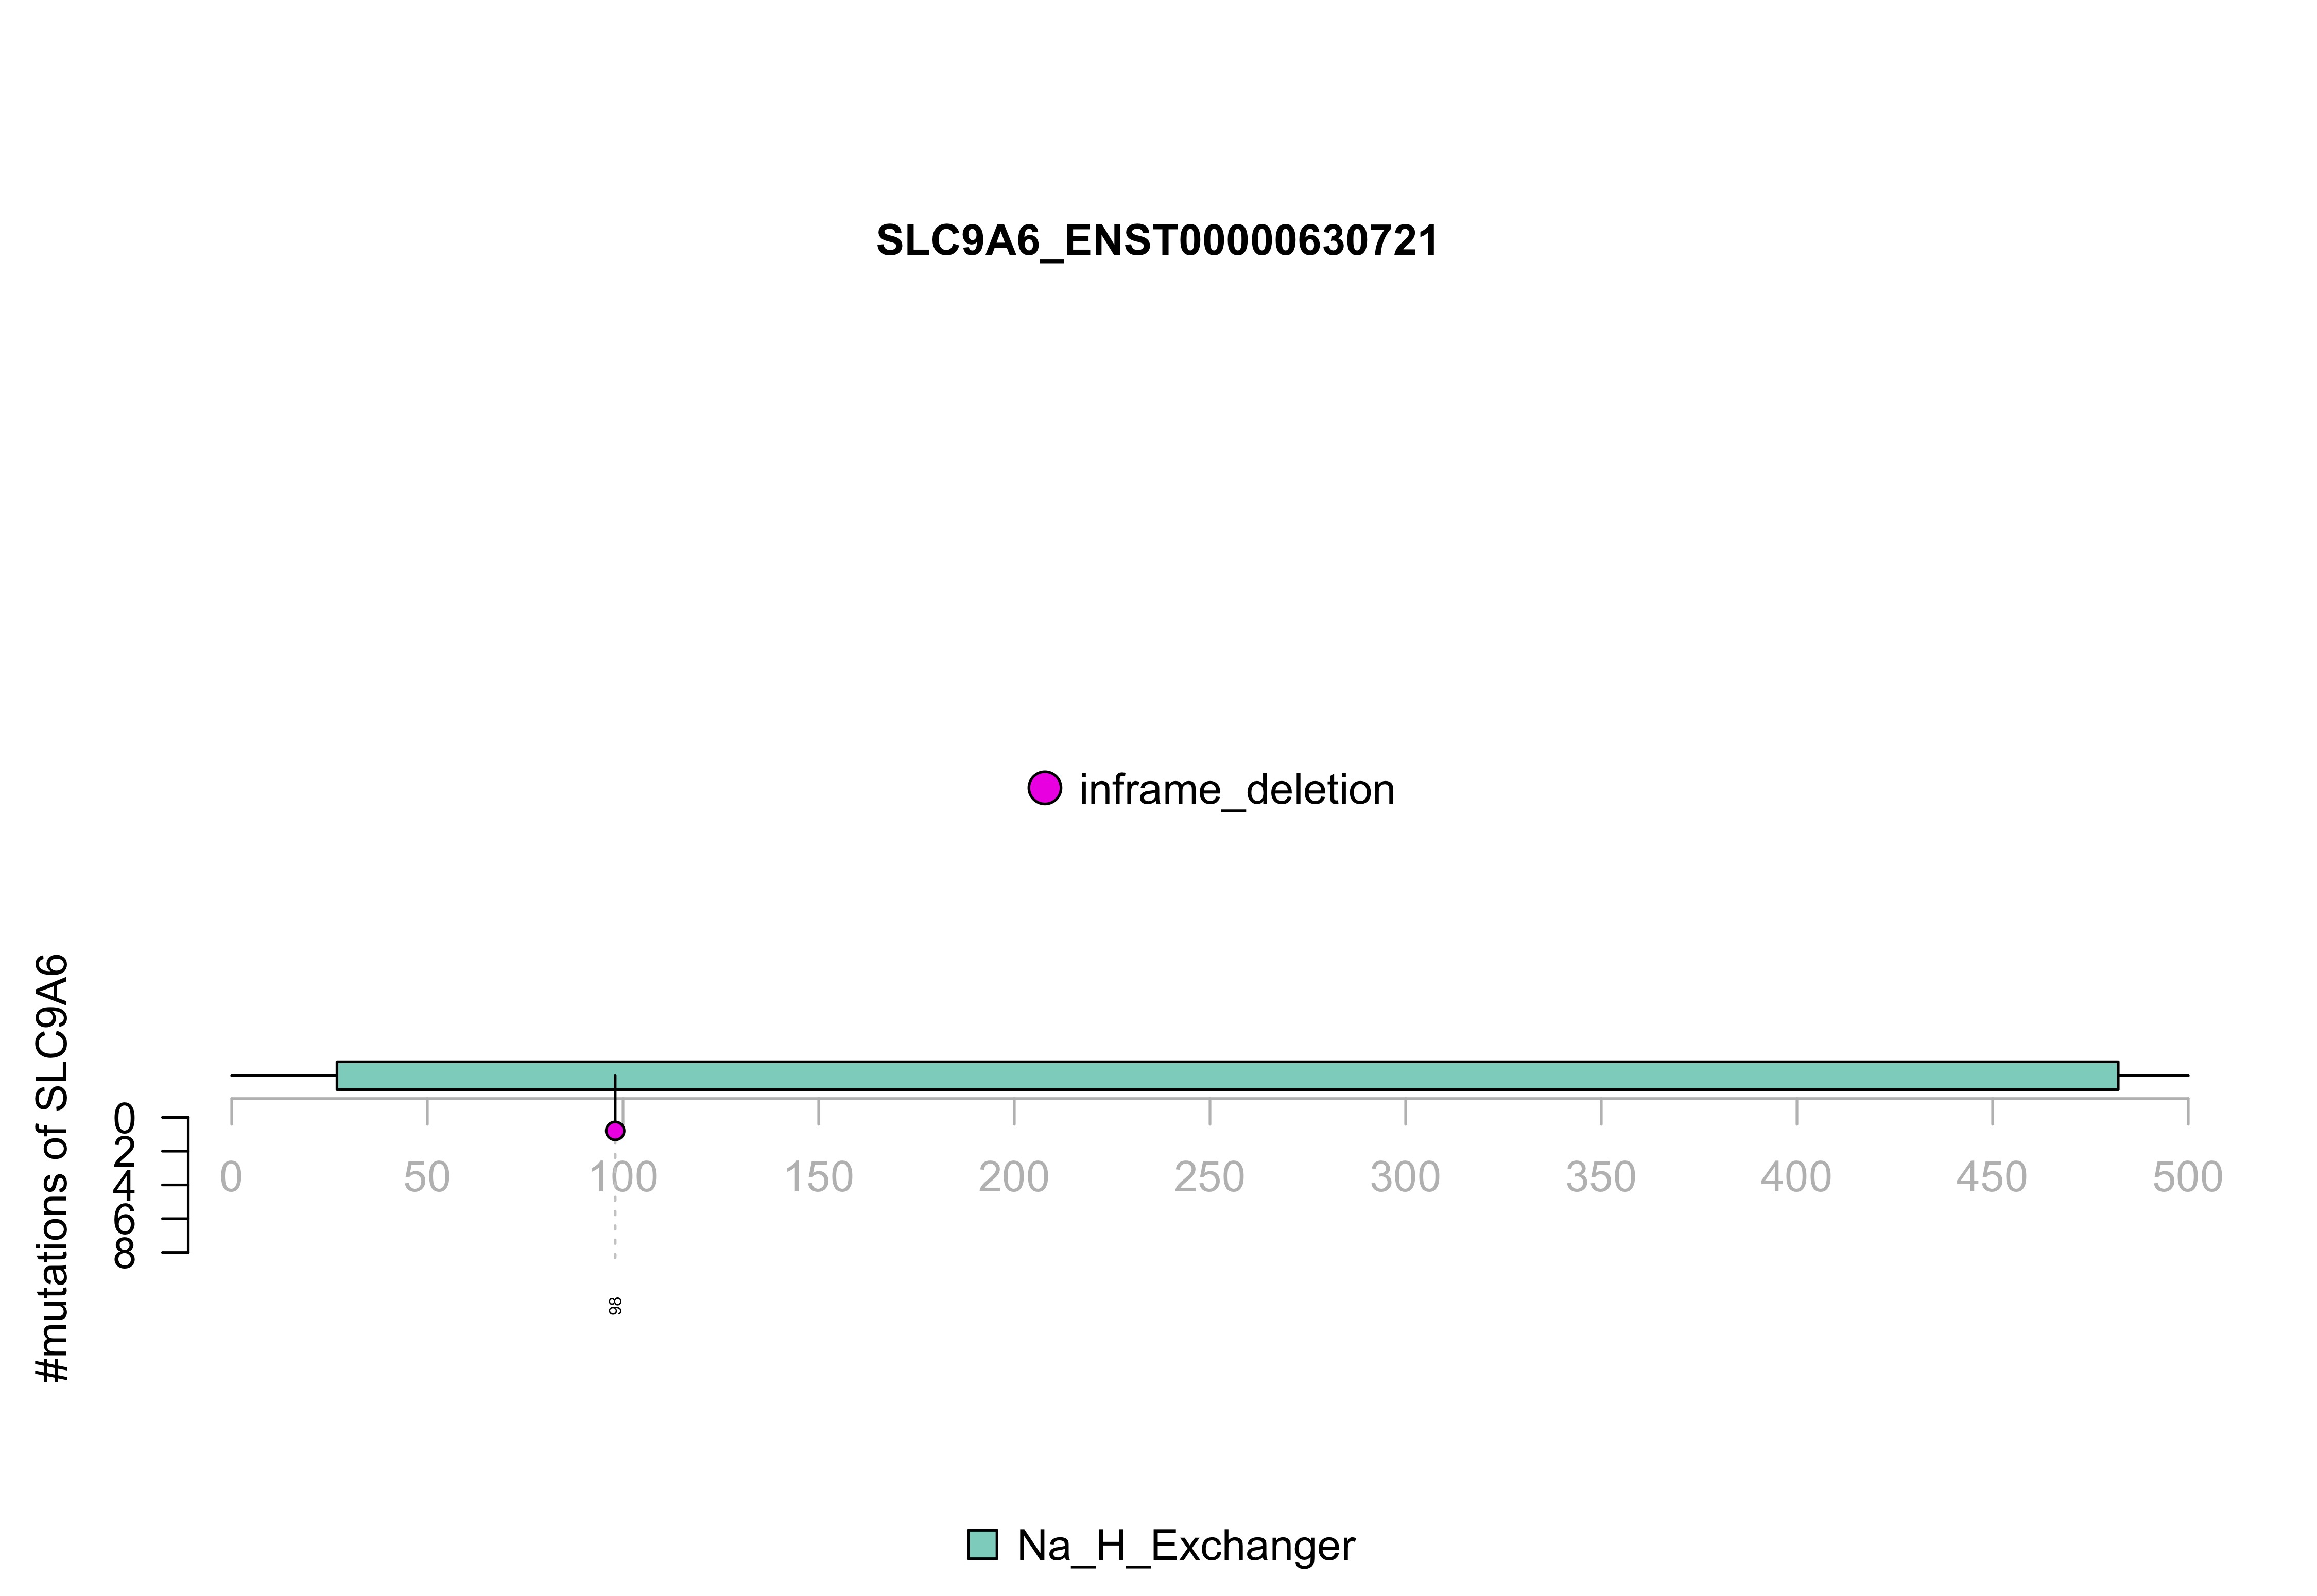 SLC9A6_ENST00000630721
inframe_deletion
#mutations of SLC9A6
0
2
4
6
8
0 50 100 150 200 250 300 350 400 450 500
98
Na_H_Exchanger